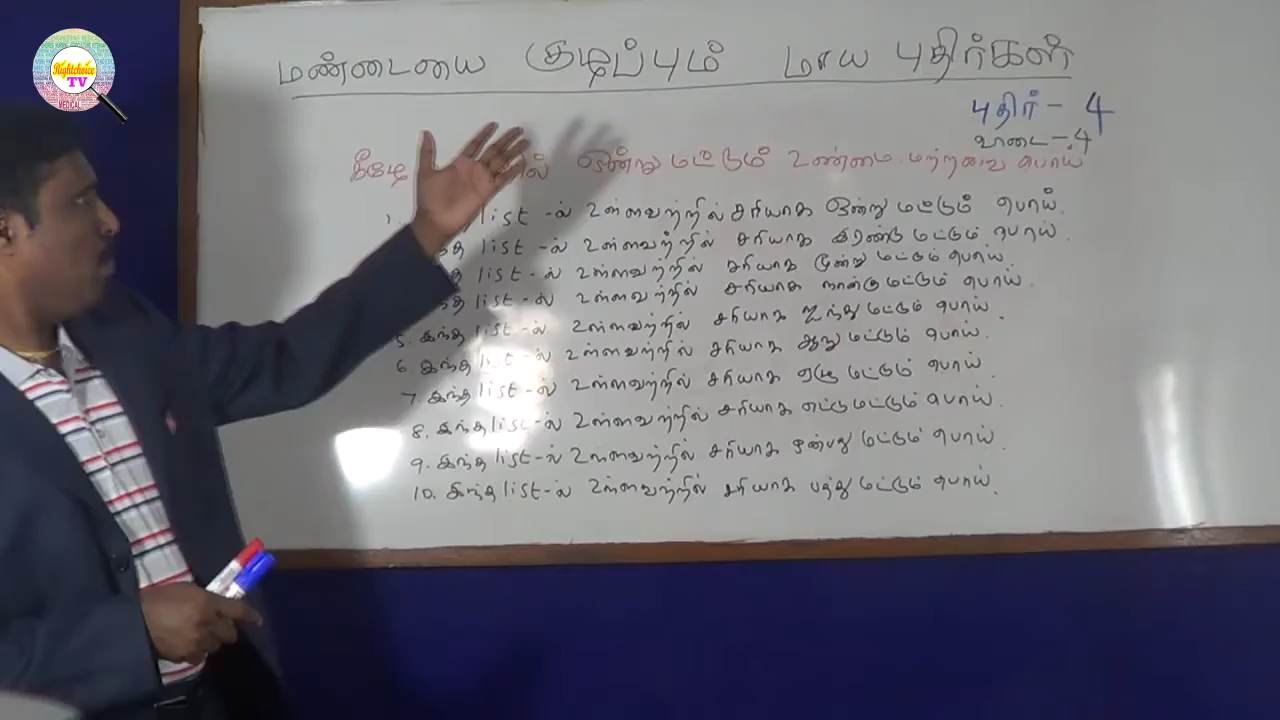 Rightchoice
TV
MEDICAL
மண்டையை குழப்பும் மாய புதிர்கள்
புதிர் - 4
வாடை - 4
கீழே ஒன்று மட்டும் உண்மை மற்றவை பொய்
1. list -ல் உள்ளவற்றில் சரியாக ஒன்று மட்டும் பொய்.
list -ல் உள்ளவற்றில் சரியாக இரண்டு மட்டும் பொய்.
list -ல் உள்ளவற்றில் சரியாக மூன்று மட்டும் பொய்.
list -ல் உள்ளவற்றில் சரியாக நான்கு மட்டும் பொய்.
5. இந்த list -ல் உள்ளவற்றில் சரியாக ஐந்து மட்டும் பொய்.
6. இந்த list -ல் உள்ளவற்றில் சரியாக ஆறு மட்டும் பொய்.
7. இந்த list -ல் உள்ளவற்றில் சரியாக ஏழு மட்டும் பொய்.
8. இந்த list -ல் உள்ளவற்றில் சரியாக எட்டு மட்டும் பொய்.
9. இந்த list -ல் உள்ளவற்றில் சரியாக ஒன்பது மட்டும் பொய்.
10. இந்த list -ல் உள்ளவற்றில் சரியாக பத்து மட்டும் பொய்.